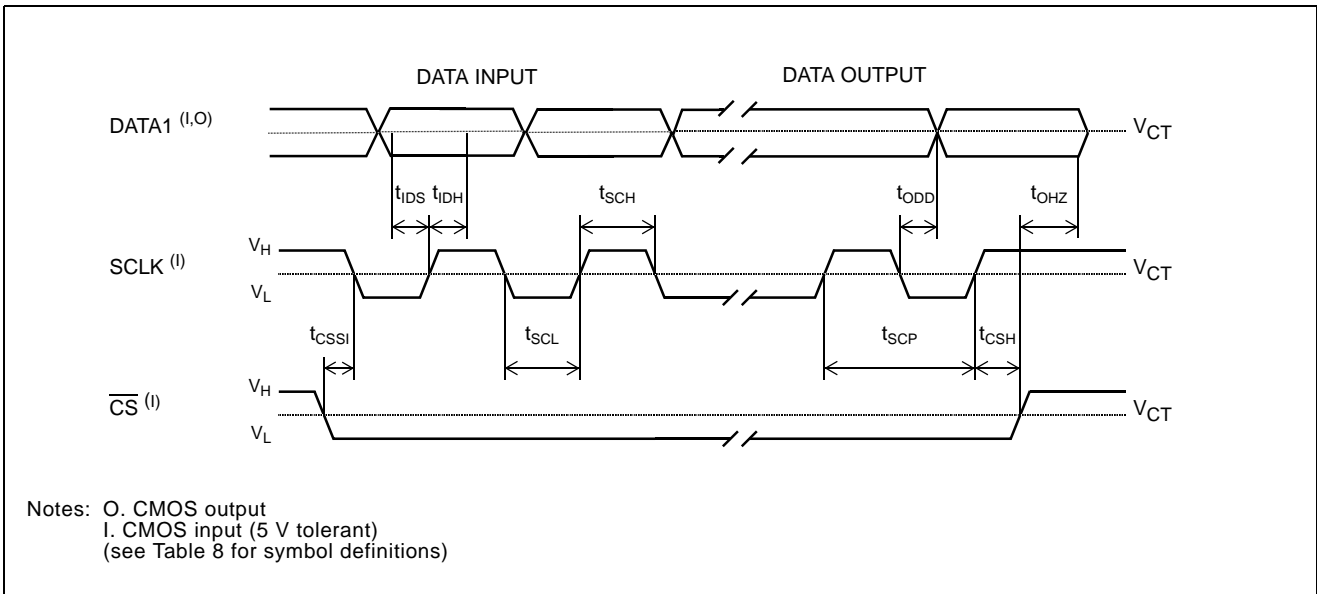 DATA INPUT DATA OUTPUT
DATA1 (I,O) VCT
tIDS tIDH tSCH tODD tOHZ
VH
SCLK (I) VCT
VL
tCSSI tSCL tSCP tCSH
VH
CS (I) VCT
VL
Notes: O. CMOS output
I. CMOS input (5 V tolerant)
(see Table 8 for symbol definitions)